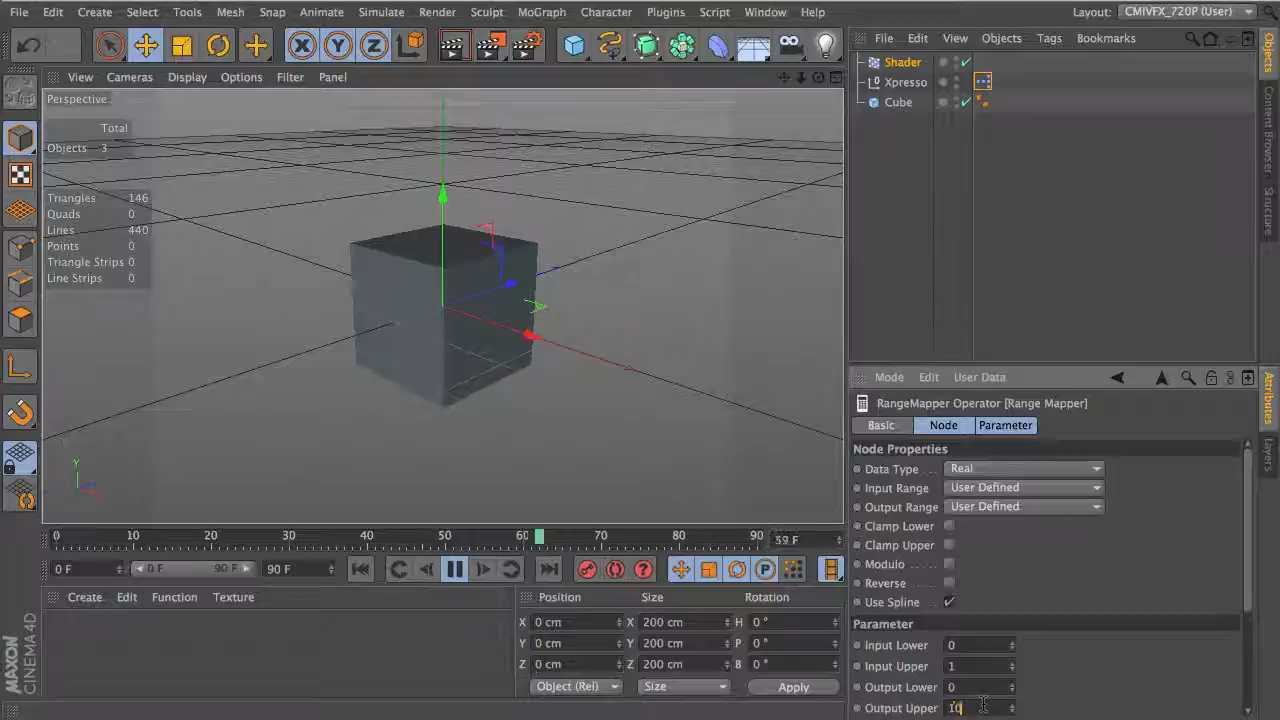 File Edit Create Select Tools Mesh Snap Animate Simulate Render Sculpt MoGraph Character Plugins Script Window Help Layout: CMIVFX_720P (User)
File Edit View Objects Tags Bookmarks
View Cameras Display Options Filter Panel
Perspective
Total
Objects 3
Triangles 146
Quads 0
Lines 440
Points 0
Triangle Strips 0
Line Strips 0
X Y Z
Y
Shader
Xpresso
Cube
Objects
Content Browser
Structure
Mode Edit User Data
RangeMapper Operator [Range Mapper]
Basic Node Parameter
Node Properties
Data Type Real
Input Range User Defined
Output Range User Defined
Clamp Lower
Clamp Upper
Modulo
Reverse
Use Spline
Parameter
Input Lower 0
Input Upper 1
Output Lower 0
Output Upper 10
Attributes
Layers
0 10 20 30 40 50 60 70 80 90 59 F
0 F 0 F 90 F 90 F
P
Create Edit Function Texture
Position Size Rotation
X 0 cm X 200 cm H 0 °
Y 0 cm Y 200 cm P 0 °
Z 0 cm Z 200 cm B 0 °
Object (Rel) Size Apply
MAXON
CINEMA 4D